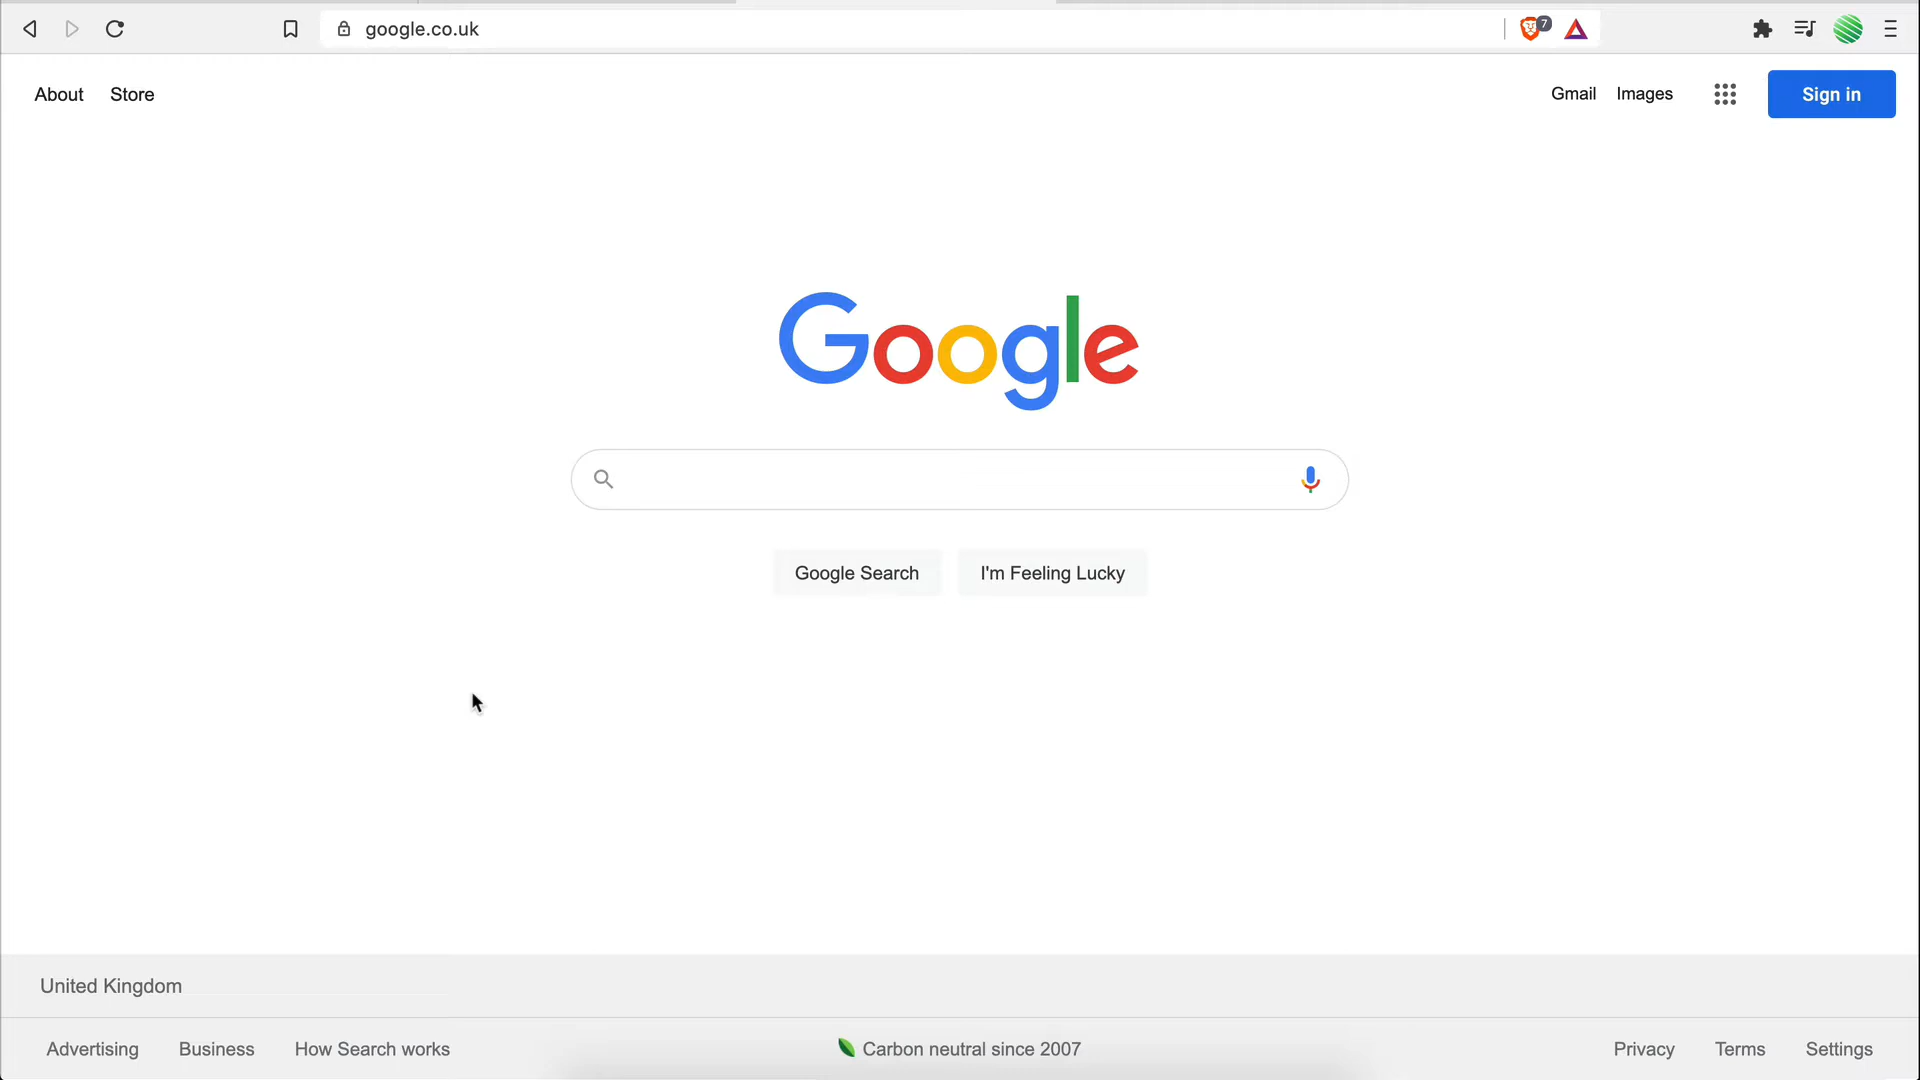 google.co.uk
7
About
Store
Gmail
Images
Sign in
Google
Google Search
I'm Feeling Lucky
United Kingdom
Advertising
Business
How Search works
Carbon neutral since 2007
Privacy
Terms
Settings